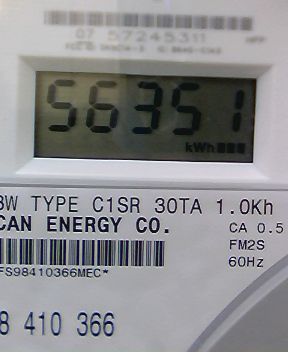 07 57245311
56351
kWh
3W TYPE C1SR 30TA 1.0Kh
CAN ENERGY CO.
CA 0.5
FM2S
60Hz
FS98410366MEC*
8 410 366